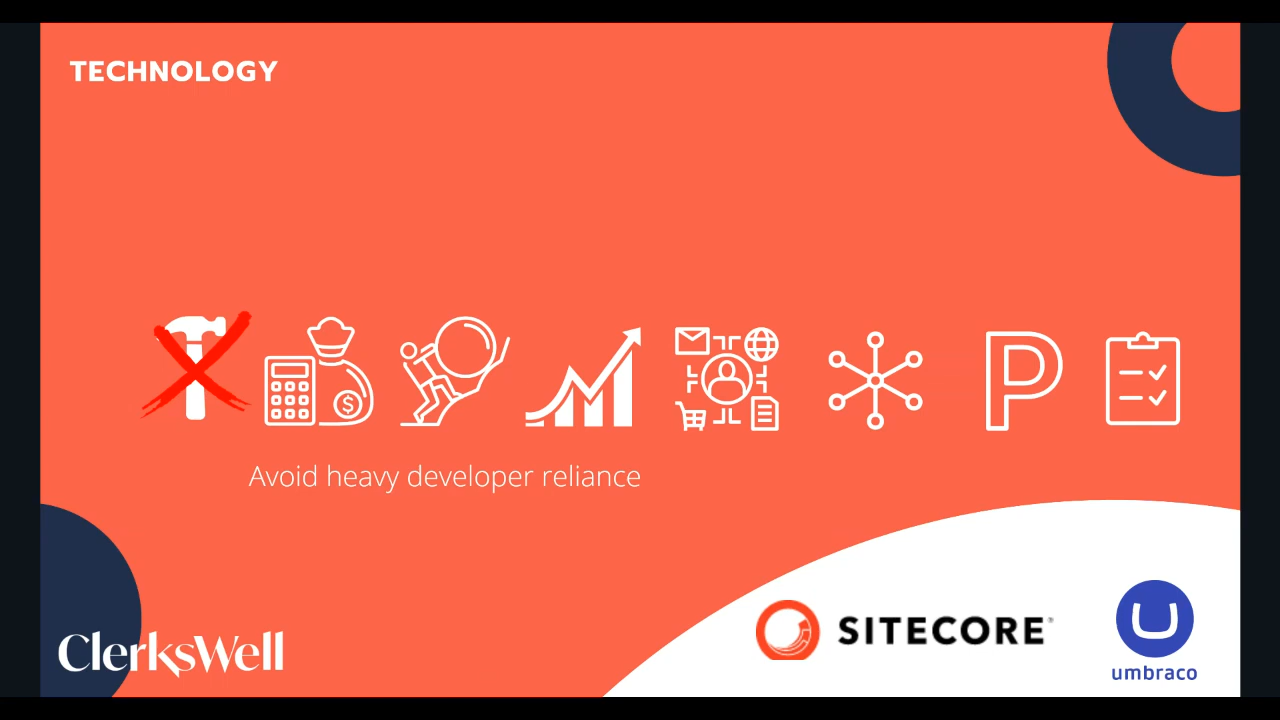 TECHNOLOGY
$
P
Avoid heavy developer reliance
ClerksWell
SITECORE®
umbraco